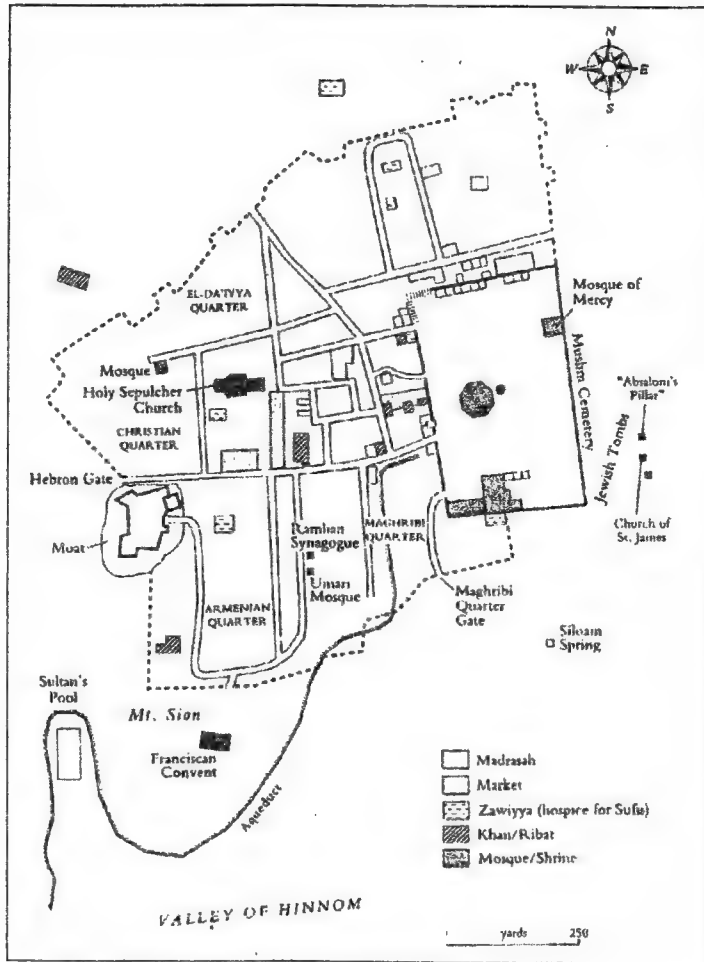 N
W E
S
EL-DATIYYA
QUARTER
Mosque of
Mercy
Mosque
Holy Sepulcher
Church
Muslim Cemetery
"Absalom's
Pillar"
CHRISTIAN
QUARTER
Jewish Tombs
Hebron Gate
Moat
Ramban
Synagogue
MAGHRIBI
QUARTER
Church of
St. James
Umari
Mosque
ARMENIAN
QUARTER
Maghribi
Quarter
Gate
Siloam
Spring
Sultan's
Pool
Mt. Sion
Franciscan
Convent
Aqueduct
Madrasah
Market
Zawiyya (hospice for Sufis)
Khan/Ribat
Mosque/Shrine
VALLEY OF HINNOM
yards 250